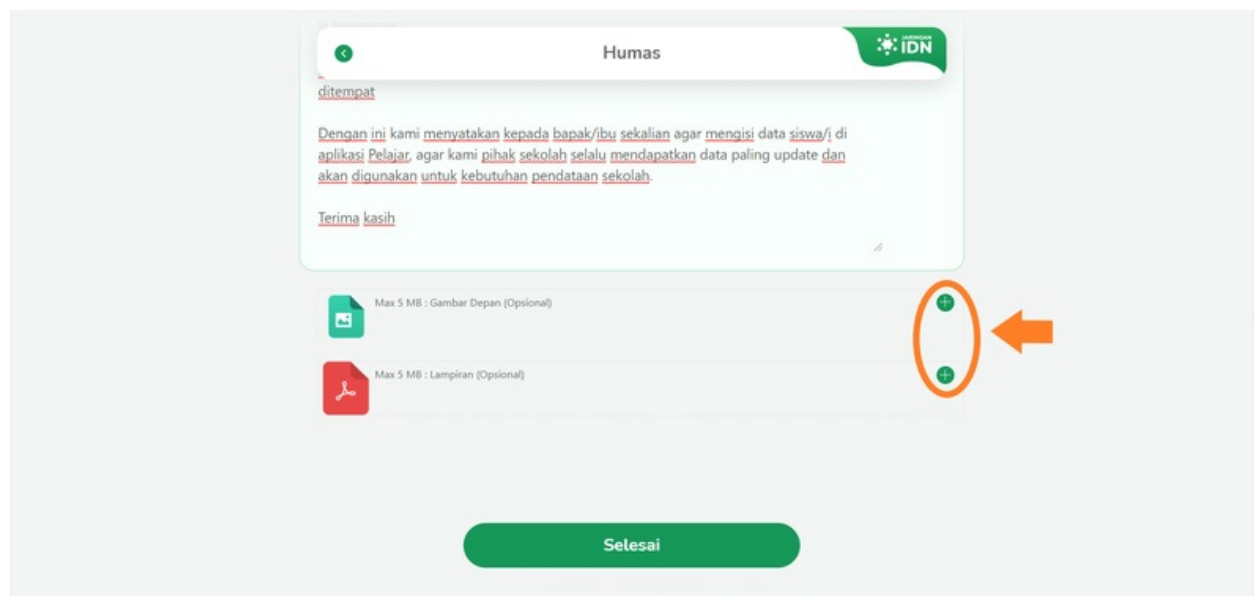 Humas
JARINGAN
IDN
ditempat
Dengan ini kami menyatakan kepada bapak/ibu sekalian agar mengisi data siswa/i di
aplikasi Pelajar, agar kami pihak sekolah selalu mendapatkan data paling update dan
akan digunakan untuk kebutuhan pendataan sekolah.
Terima kasih
Max 5 MB : Gambar Depan (Opsional)
Max 5 MB : Lampiran (Opsional)
Selesai